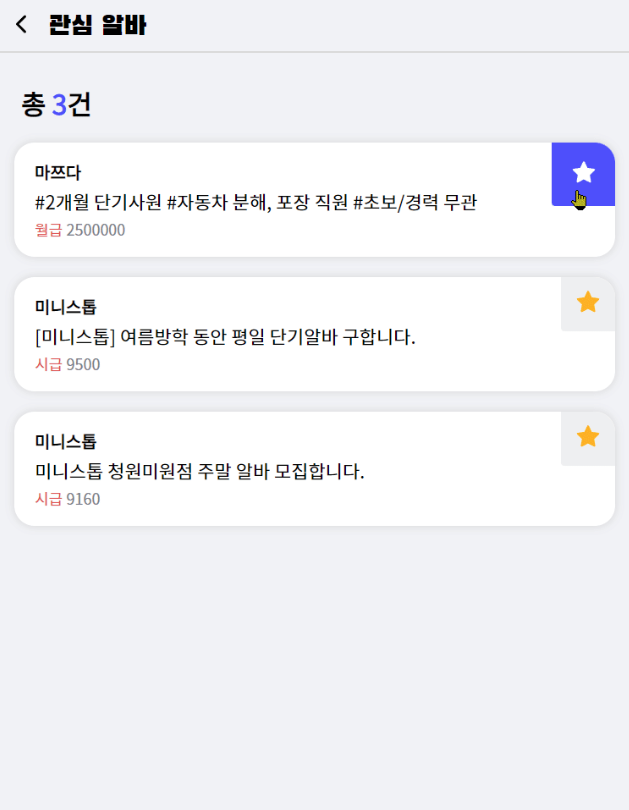 관심 알바
총 3건
마쯔다
#2개월 단기사원 #자동차 분해, 포장 직원 #초보/경력 무관
월급 2500000
미니스톱
[미니스톱] 여름방학 동안 평일 단기알바 구합니다.
시급 9500
미니스톱
미니스톱 청원미원점 주말 알바 모집합니다.
시급 9160